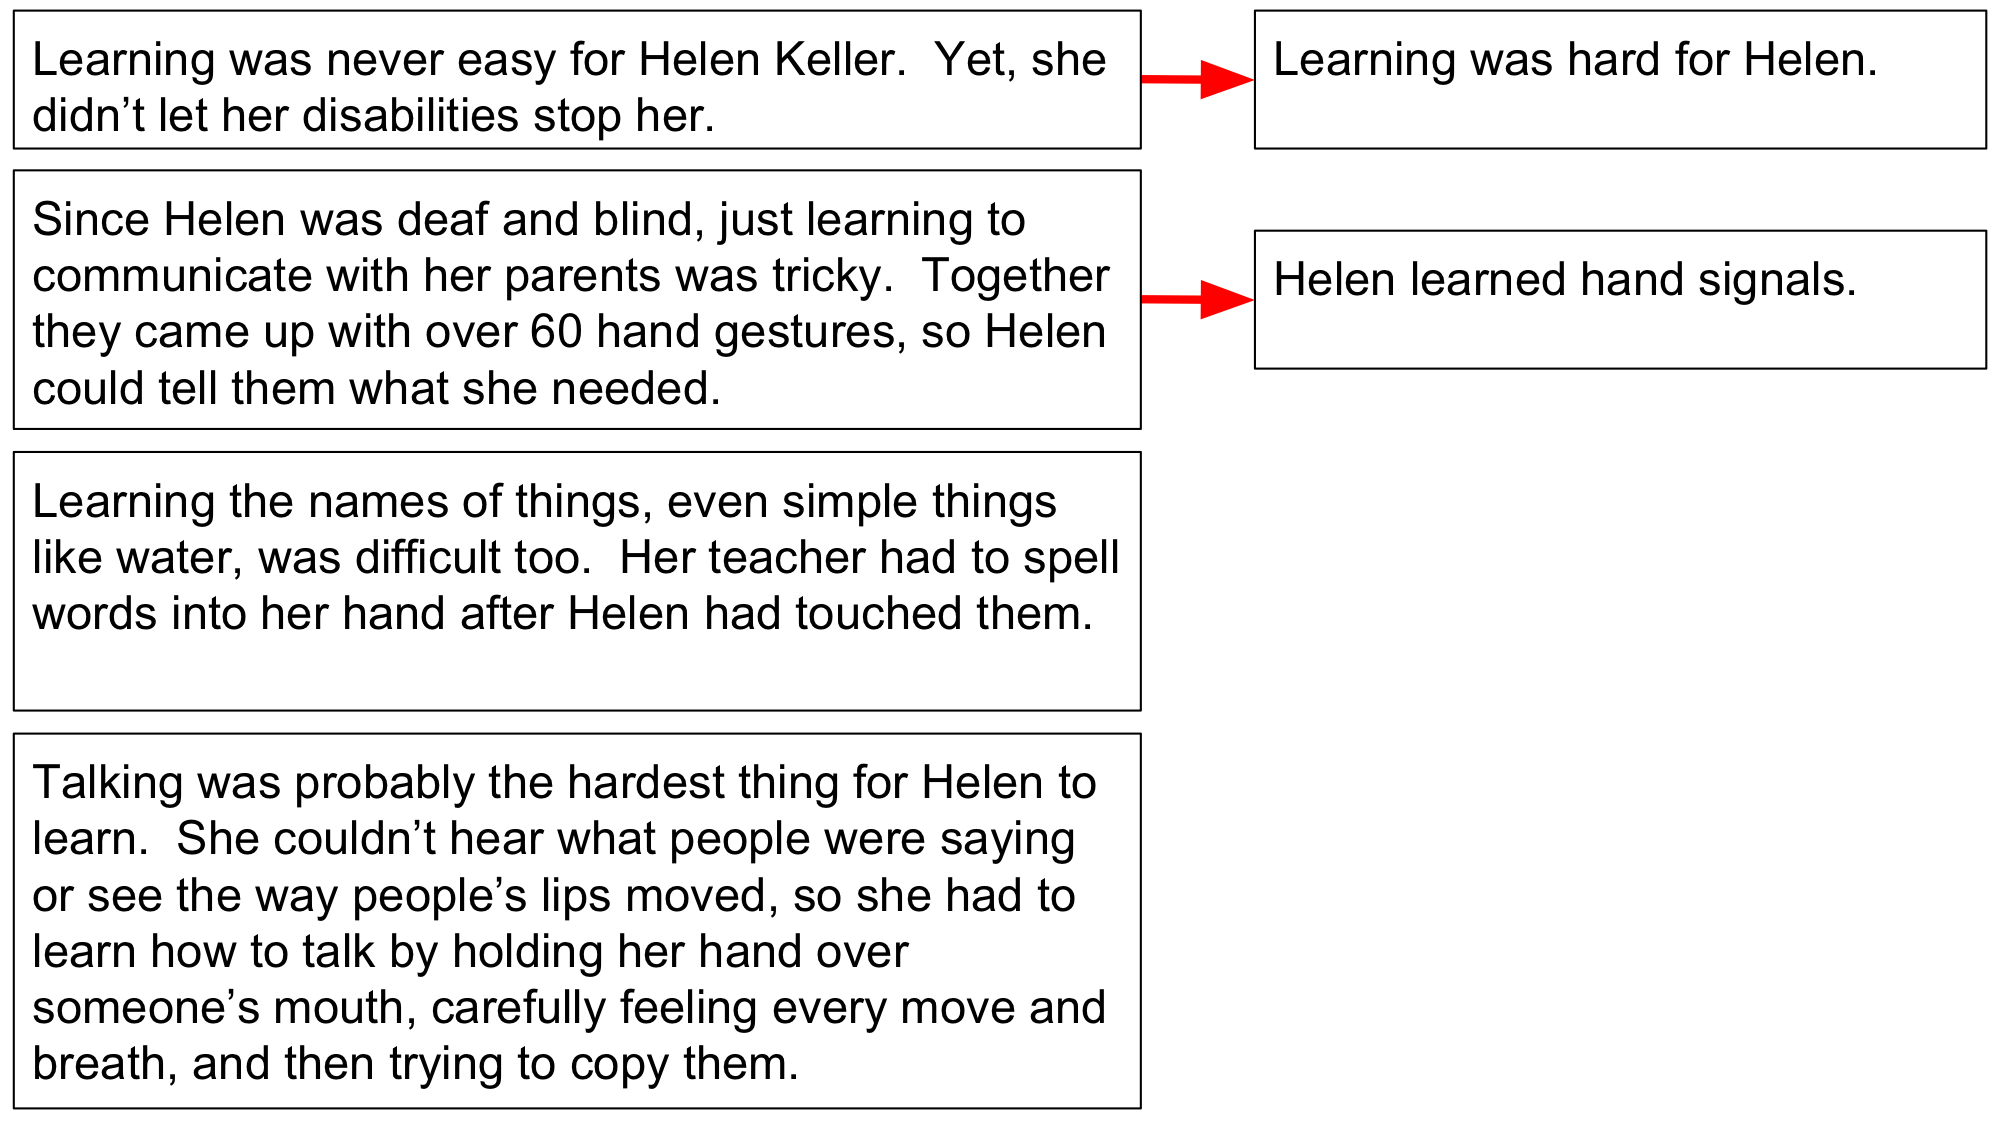 Learning was never easy for Helen Keller.  Yet, she
didn’t let her disabilities stop her.
Learning was hard for Helen.
Since Helen was deaf and blind, just learning to
communicate with her parents was tricky.  Together
they came up with over 60 hand gestures, so Helen
could tell them what she needed.
Helen learned hand signals.
Learning the names of things, even simple things
like water, was difficult too.  Her teacher had to spell
words into her hand after Helen had touched them.
Talking was probably the hardest thing for Helen to
learn.  She couldn’t hear what people were saying
or see the way people’s lips moved, so she had to
learn how to talk by holding her hand over
someone’s mouth, carefully feeling every move and
breath, and then trying to copy them.